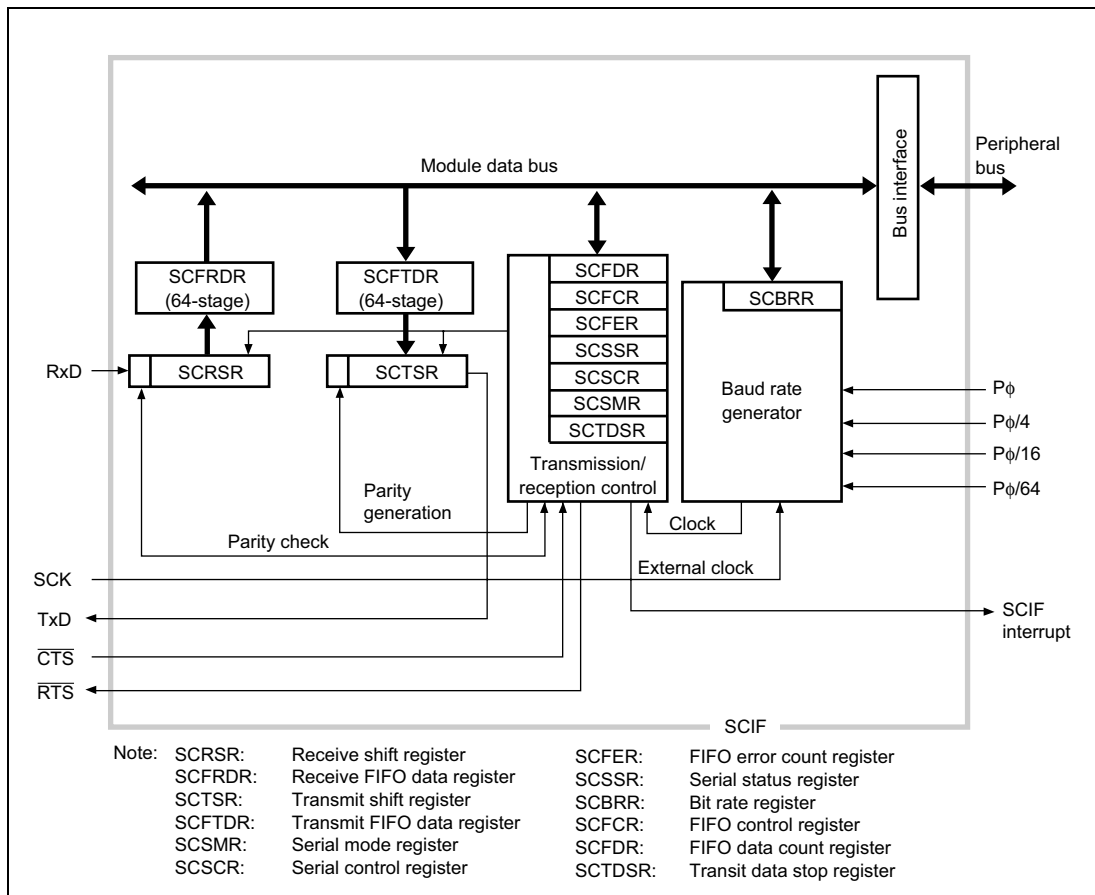 Bus interface
Peripheral
bus
Module data bus
SCFRDR
(64-stage)
SCFTDR
(64-stage)
SCFDR
SCFCR
SCFER
SCSSR
SCSCR
SCSMR
SCTDSR
Transmission/
reception control
SCBRR
Baud rate
generator
RxD
SCRSR
SCTSR
Pϕ
Pϕ/4
Pϕ/16
Pϕ/64
Parity
generation
Parity check
Clock
SCK
External clock
TxD
SCIF
interrupt
CTS
RTS
SCIF
Note: SCRSR: Receive shift register
SCFRDR: Receive FIFO data register
SCTSR: Transmit shift register
SCFTDR: Transmit FIFO data register
SCSMR: Serial mode register
SCSCR: Serial control register
SCFER: FIFO error count register
SCSSR: Serial status register
SCBRR: Bit rate register
SCFCR: FIFO control register
SCFDR: FIFO data count register
SCTDSR: Transit data stop register